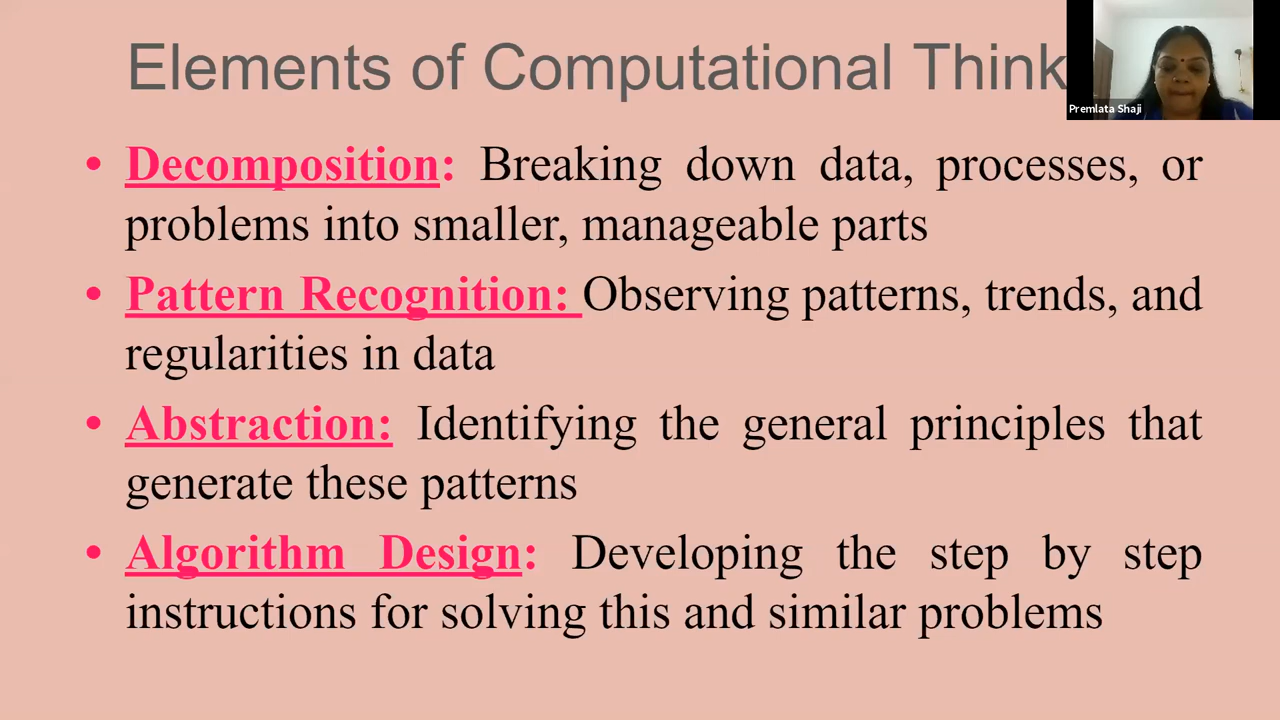 Elements of Computational Think
Premlata Shaji
• Decomposition: Breaking down data, processes, or
problems into smaller, manageable parts
• Pattern Recognition: Observing patterns, trends, and
regularities in data
• Abstraction: Identifying the general principles that
generate these patterns
• Algorithm Design: Developing the step by step
instructions for solving this and similar problems